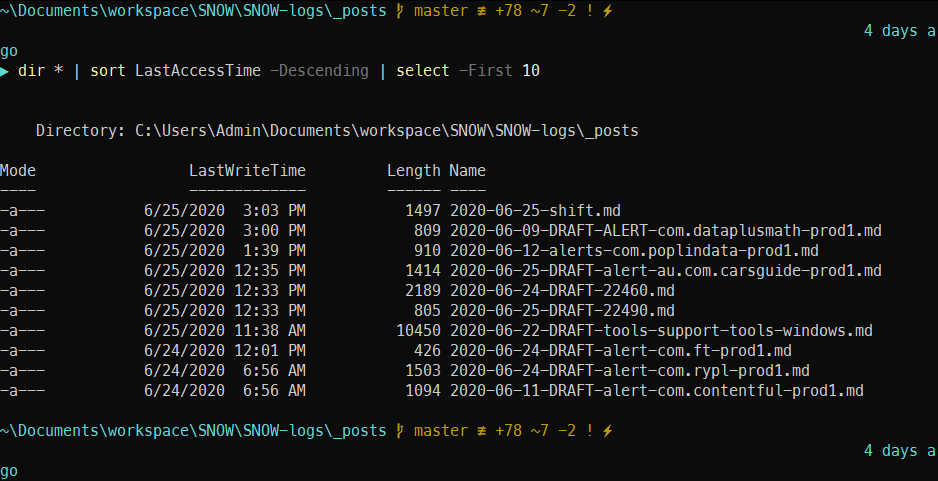 ~\Documents\workspace\SNOW\SNOW-logs\_posts master ≢ +78 ~7 -2 ! ⚡
4 days a
go
▶ dir * | sort LastAccessTime -Descending | select -First 10
Directory: C:\Users\Admin\Documents\workspace\SNOW\SNOW-logs\_posts
Mode LastWriteTime Length Name
---- ------------- ------ ----
-a--- 6/25/2020 3:03 PM 1497 2020-06-25-shift.md
-a--- 6/25/2020 3:00 PM 809 2020-06-09-DRAFT-ALERT-com.dataplusmath-prod1.md
-a--- 6/25/2020 1:39 PM 910 2020-06-12-alerts-com.poplindata-prod1.md
-a--- 6/25/2020 12:35 PM 1414 2020-06-25-DRAFT-alert-au.com.carsguide-prod1.md
-a--- 6/25/2020 12:33 PM 2189 2020-06-24-DRAFT-22460.md
-a--- 6/25/2020 12:33 PM 805 2020-06-25-DRAFT-22490.md
-a--- 6/25/2020 11:38 AM 10450 2020-06-22-DRAFT-tools-support-tools-windows.md
-a--- 6/24/2020 12:01 PM 426 2020-06-24-DRAFT-alert-com.ft-prod1.md
-a--- 6/24/2020 6:56 AM 1503 2020-06-24-DRAFT-alert-com.rypl-prod1.md
-a--- 6/24/2020 6:56 AM 1094 2020-06-11-DRAFT-alert-com.contentful-prod1.md
~\Documents\workspace\SNOW\SNOW-logs\_posts master ≢ +78 ~7 -2 ! ⚡
4 days a
go